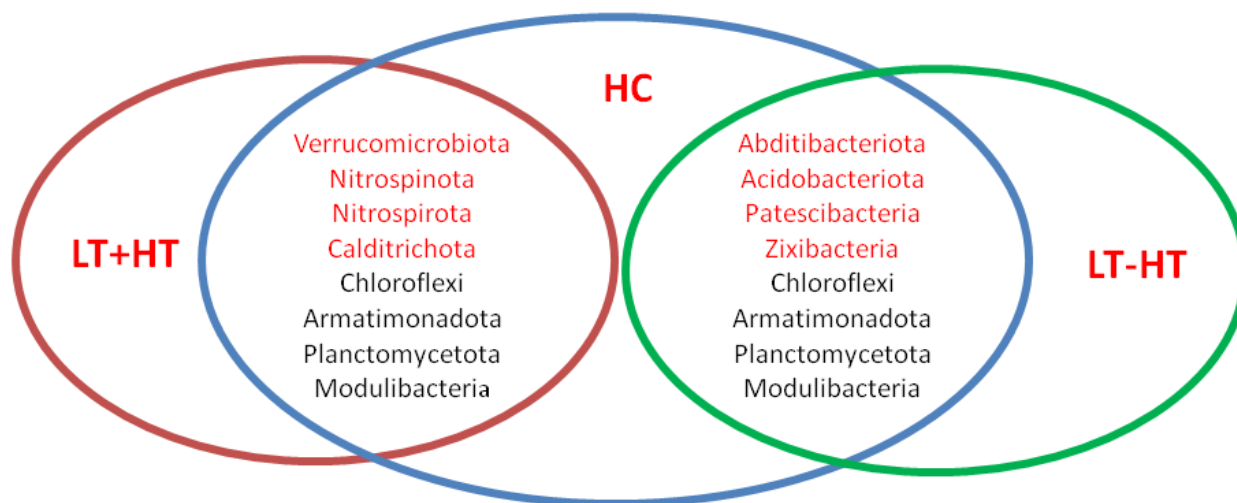 HC
LT+HT
Verrucomicrobiota
Nitrospinota
Nitrospirota
Calditrichota
Chloroflexi
Armatimonadota
Planctomycetota
Modulibacteria
Abditibacteriota
Acidobacteriota
Patescibacteria
Zixibacteria
Chloroflexi
Armatimonadota
Planctomycetota
Modulibacteria
LT-HT